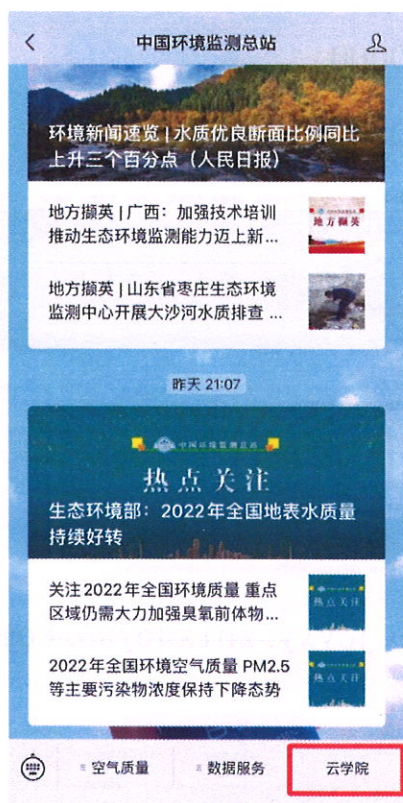 中国环境监测总站
环境新闻速览 | 水质优良断面比例同比
上升三个百分点（人民日报）
地方撷英 | 广西：加强技术培训
推动生态环境监测能力迈上新...
地方撷英
地方撷英 | 山东省枣庄生态环境
监测中心开展大沙河水质排查 ...
昨天 21:07
中国环境监测总站
热点关注
生态环境部：2022年全国地表水质量
持续好转
关注2022年全国环境质量 重点
区域仍需大力加强臭氧前体物...
热点关注
2022年全国环境空气质量 PM2.5
等主要污染物浓度保持下降态势
热点关注
空气质量
数据服务
云学院